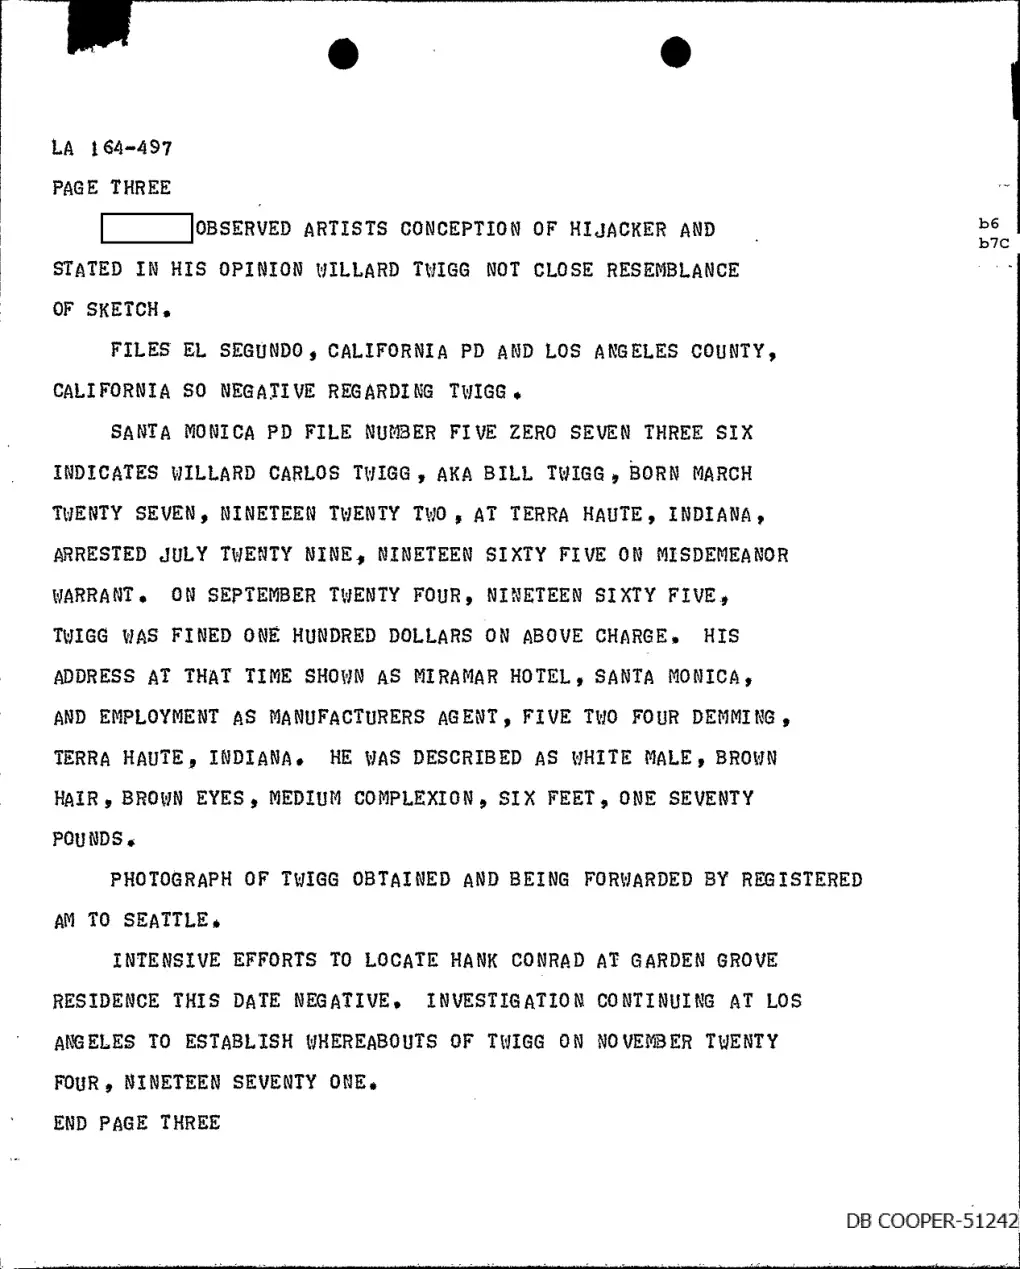 LA 164-497
PAGE THREE
OBSERVED ARTISTS CONCEPTION OF HIJACKER AND
b6
b7C
STATED IN HIS OPINION WILLARD TWIGG NOT CLOSE RESEMBLANCE
OF SKETCH.
FILES EL SEGUNDO, CALIFORNIA PD AND LOS ANGELES COUNTY,
CALIFORNIA SO NEGATIVE REGARDING TWIGG.
SANTA MONICA PD FILE NUMBER FIVE ZERO SEVEN THREE SIX
INDICATES WILLARD CARLOS TWIGG, AKA BILL TWIGG, BORN MARCH
TWENTY SEVEN, NINETEEN TWENTY TWO, AT TERRA HAUTE, INDIANA,
ARRESTED JULY TWENTY NINE, NINETEEN SIXTY FIVE ON MISDEMEANOR
WARRANT. ON SEPTEMBER TWENTY FOUR, NINETEEN SIXTY FIVE,
TWIGG WAS FINED ONE HUNDRED DOLLARS ON ABOVE CHARGE. HIS
ADDRESS AT THAT TIME SHOWN AS MIRAMAR HOTEL, SANTA MONICA,
AND EMPLOYMENT AS MANUFACTURERS AGENT, FIVE TWO FOUR DEMMING,
TERRA HAUTE, INDIANA. HE WAS DESCRIBED AS WHITE MALE, BROWN
HAIR, BROWN EYES, MEDIUM COMPLEXION, SIX FEET, ONE SEVENTY
POUNDS.
PHOTOGRAPH OF TWIGG OBTAINED AND BEING FORWARDED BY REGISTERED
AM TO SEATTLE.
INTENSIVE EFFORTS TO LOCATE HANK CONRAD AT GARDEN GROVE
RESIDENCE THIS DATE NEGATIVE. INVESTIGATION CONTINUING AT LOS
ANGELES TO ESTABLISH WHEREABOUTS OF TWIGG ON NOVEMBER TWENTY
FOUR, NINETEEN SEVENTY ONE.
END PAGE THREE
DB COOPER-51242